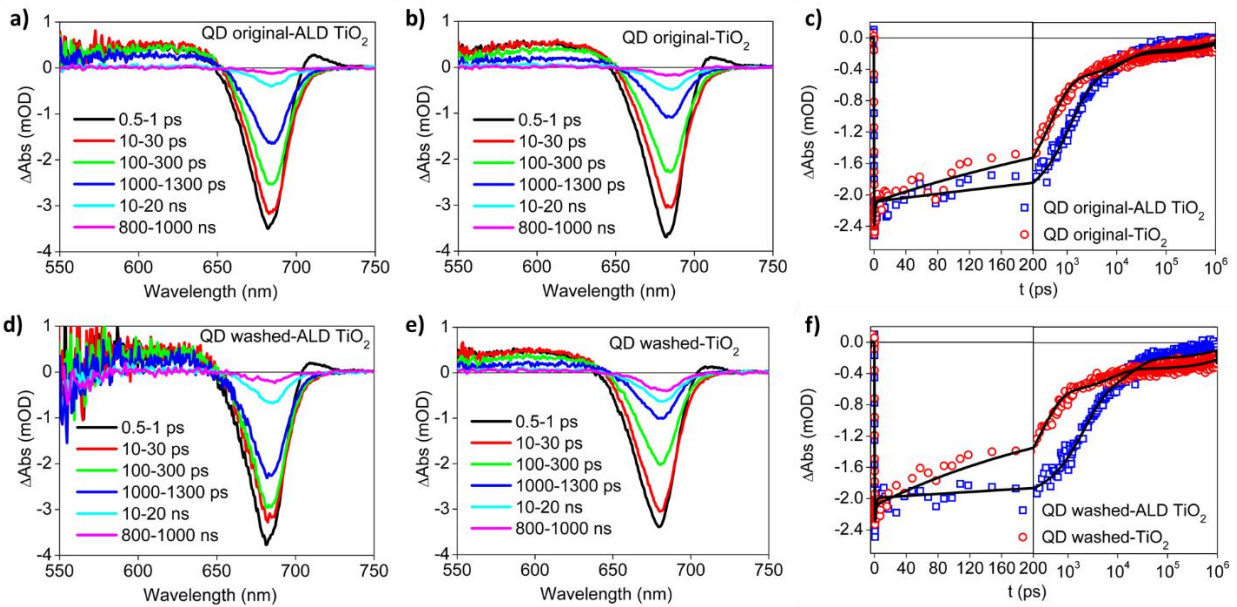 a)
QD original-ALD TiO2
1
0
-1
-2
-3
-4
ΔAbs (mOD)
0.5-1 ps
10-30 ps
100-300 ps
1000-1300 ps
10-20 ns
800-1000 ns
550 600 650 700 750
Wavelength (nm)
b)
QD original-TiO2
1
0
-1
-2
-3
-4
ΔAbs (mOD)
0.5-1 ps
10-30 ps
100-300 ps
1000-1300 ps
10-20 ns
800-1000 ns
550 600 650 700 750
Wavelength (nm)
c)
0.0
-0.4
-0.8
-1.2
-1.6
-2.0
-2.4
ΔAbs (mOD)
QD original-ALD TiO2
QD original-TiO2
0 40 80 120 160 200 10^3 10^4 10^5 10^6
t (ps)
d)
QD washed-ALD TiO2
1
0
-1
-2
-3
-4
ΔAbs (mOD)
0.5-1 ps
10-30 ps
100-300 ps
1000-1300 ps
10-20 ns
800-1000 ns
550 600 650 700 750
Wavelength (nm)
e)
QD washed-TiO2
1
0
-1
-2
-3
-4
ΔAbs (mOD)
0.5-1 ps
10-30 ps
100-300 ps
1000-1300 ps
10-20 ns
800-1000 ns
550 600 650 700 750
Wavelength (nm)
f)
0.0
-0.4
-0.8
-1.2
-1.6
-2.0
-2.4
ΔAbs (mOD)
QD washed-ALD TiO2
QD washed-TiO2
0 40 80 120 160 200 10^3 10^4 10^5 10^6
t (ps)